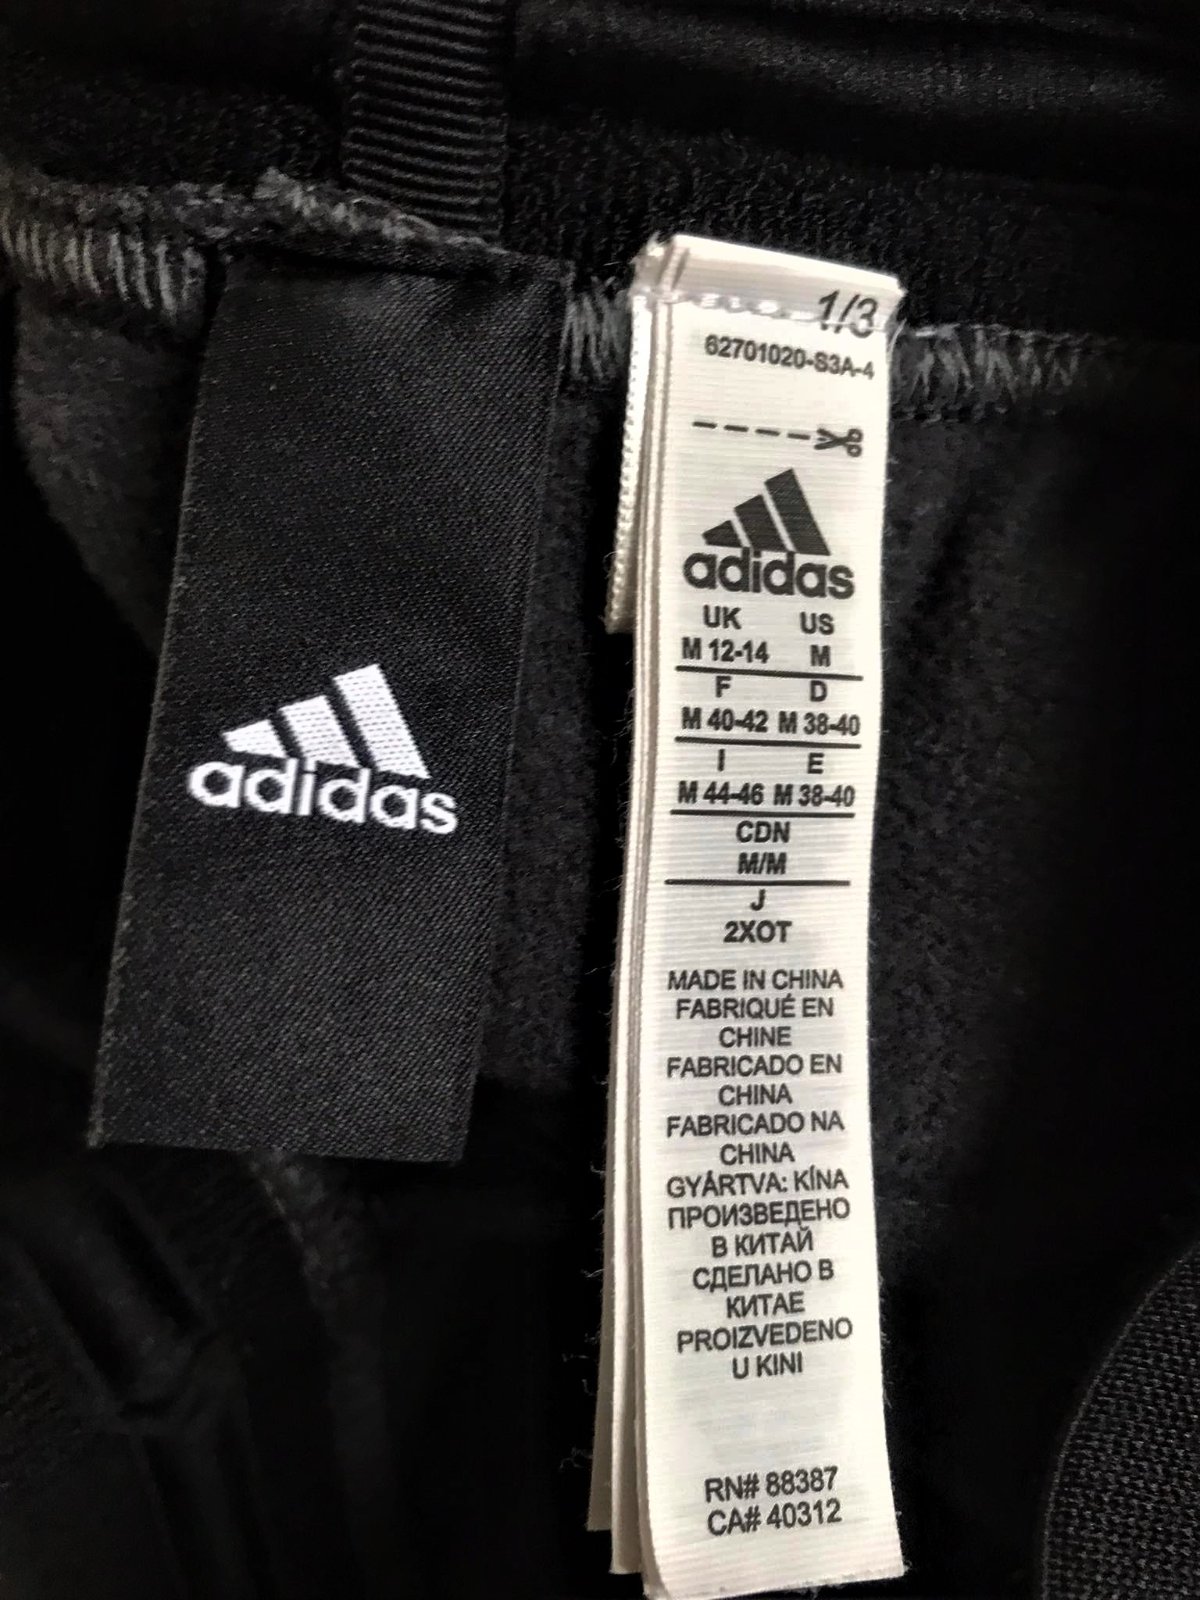 adidas
1/3
62701020-S3A-4
adidas
UK US
M 12-14 M
F D
M 40-42 M 38-40
I E
M 44-46 M 38-40
CDN
M/M
J
2XOT
MADE IN CHINA
FABRIQUÉ EN
CHINE
FABRICADO EN
CHINA
FABRICADO NA
CHINA
GYÁRTVA: KÍNA
ПРОИЗВЕДЕНО
В КИТАЙ
СДЕЛАНО В
КИТАЕ
PROIZVEDENO
U KINI
RN# 88387
CA# 40312